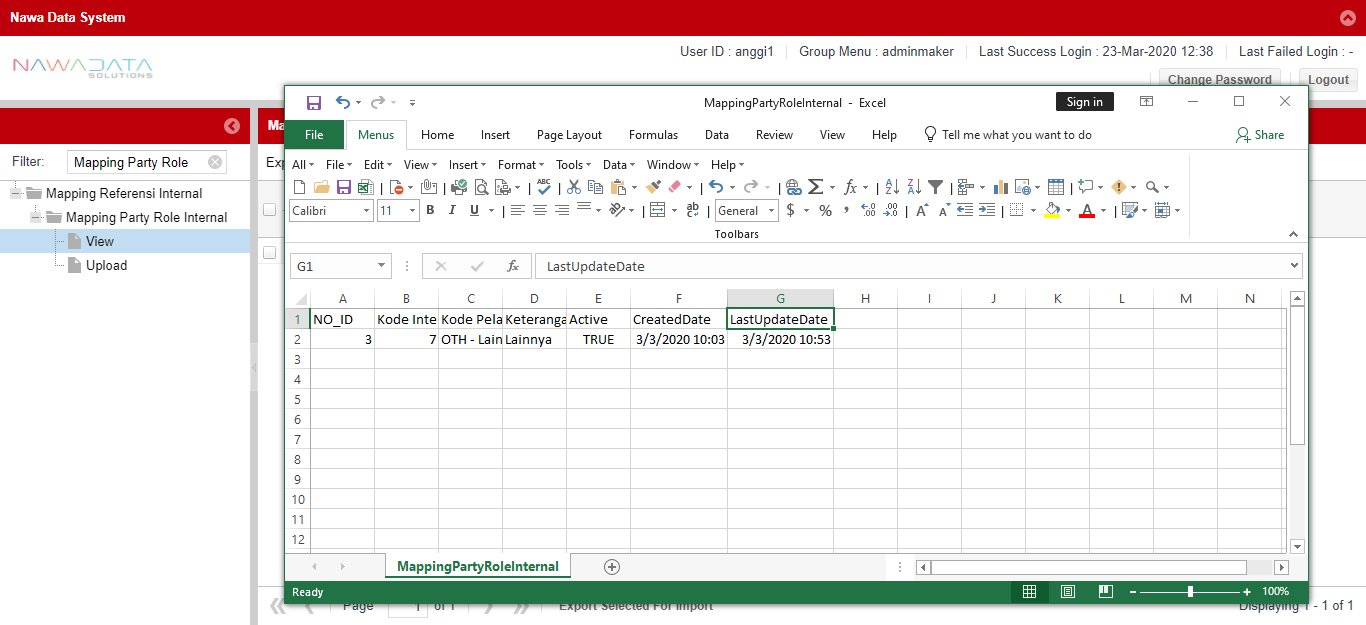 Nawa Data System
NAWADATA
SOLUTIONS
User ID : anggi1
Group Menu : adminmaker
Last Success Login : 23-Mar-2020 12:38
Last Failed Login : -
Change Password
Logout
Filter:
Mapping Party Role
Mapping Referensi Internal
Mapping Party Role Internal
View
Upload
MappingPartyRoleInternal - Excel
Sign in
File Menus Home Insert Page Layout Formulas Data Review View Help Tell me what you want to do Share
All File Edit View Insert Format Tools Data Window Help
Calibri 11 B I U General $ %
Toolbars
G1 fx LastUpdateDate
A B C D E F G H I J K L M N
1 NO_ID Kode Inte Kode Pela Keteranga Active CreatedDate LastUpdateDate
2 3 7 OTH - Lain Lainnya TRUE 3/3/2020 10:03 3/3/2020 10:53
3
4
5
6
7
8
9
10
11
12
MappingPartyRoleInternal
Ready
100%
Page 1 of 1
Export Selected For Import
Displaying 1 - 1 of 1